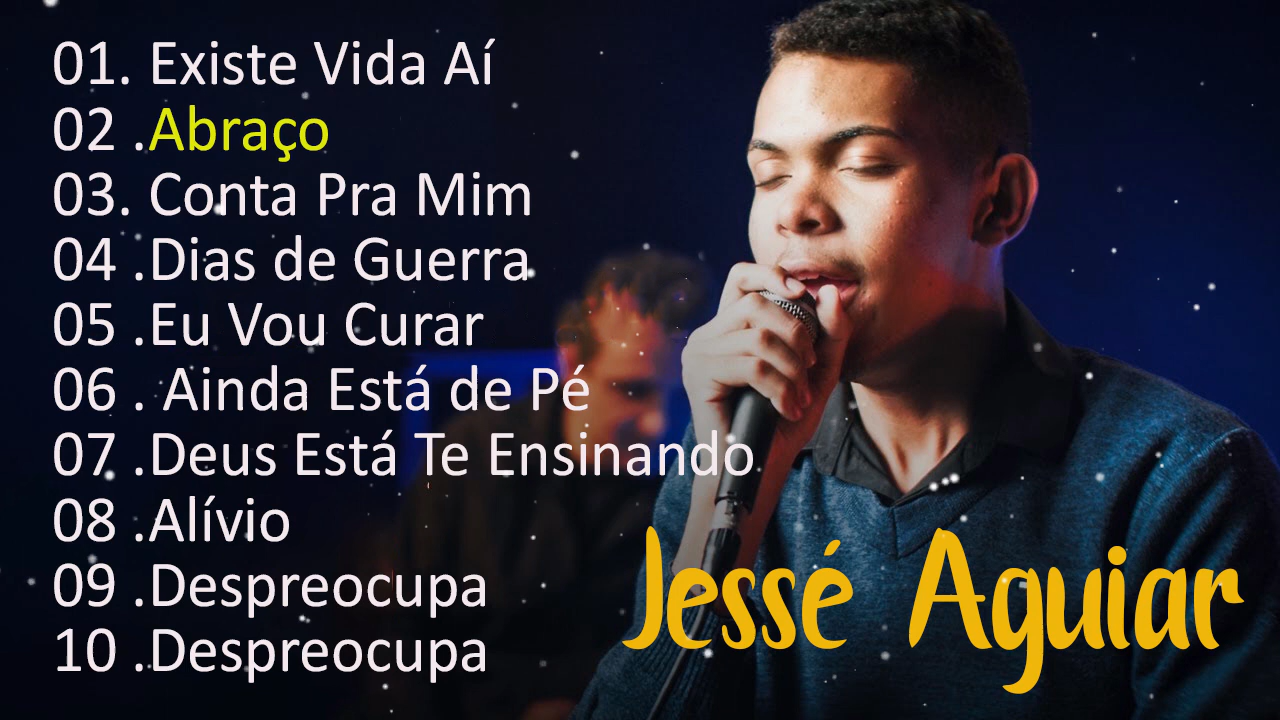 01. Existe Vida Aí
02 .Abraço
03. Conta Pra Mim
04 .Dias de Guerra
05 .Eu Vou Curar
06 . Ainda Está de Pé
07 .Deus Está Te Ensinando
08 .Alívio
09 .Despreocupa
10 .Despreocupa
Jessé Aguiar